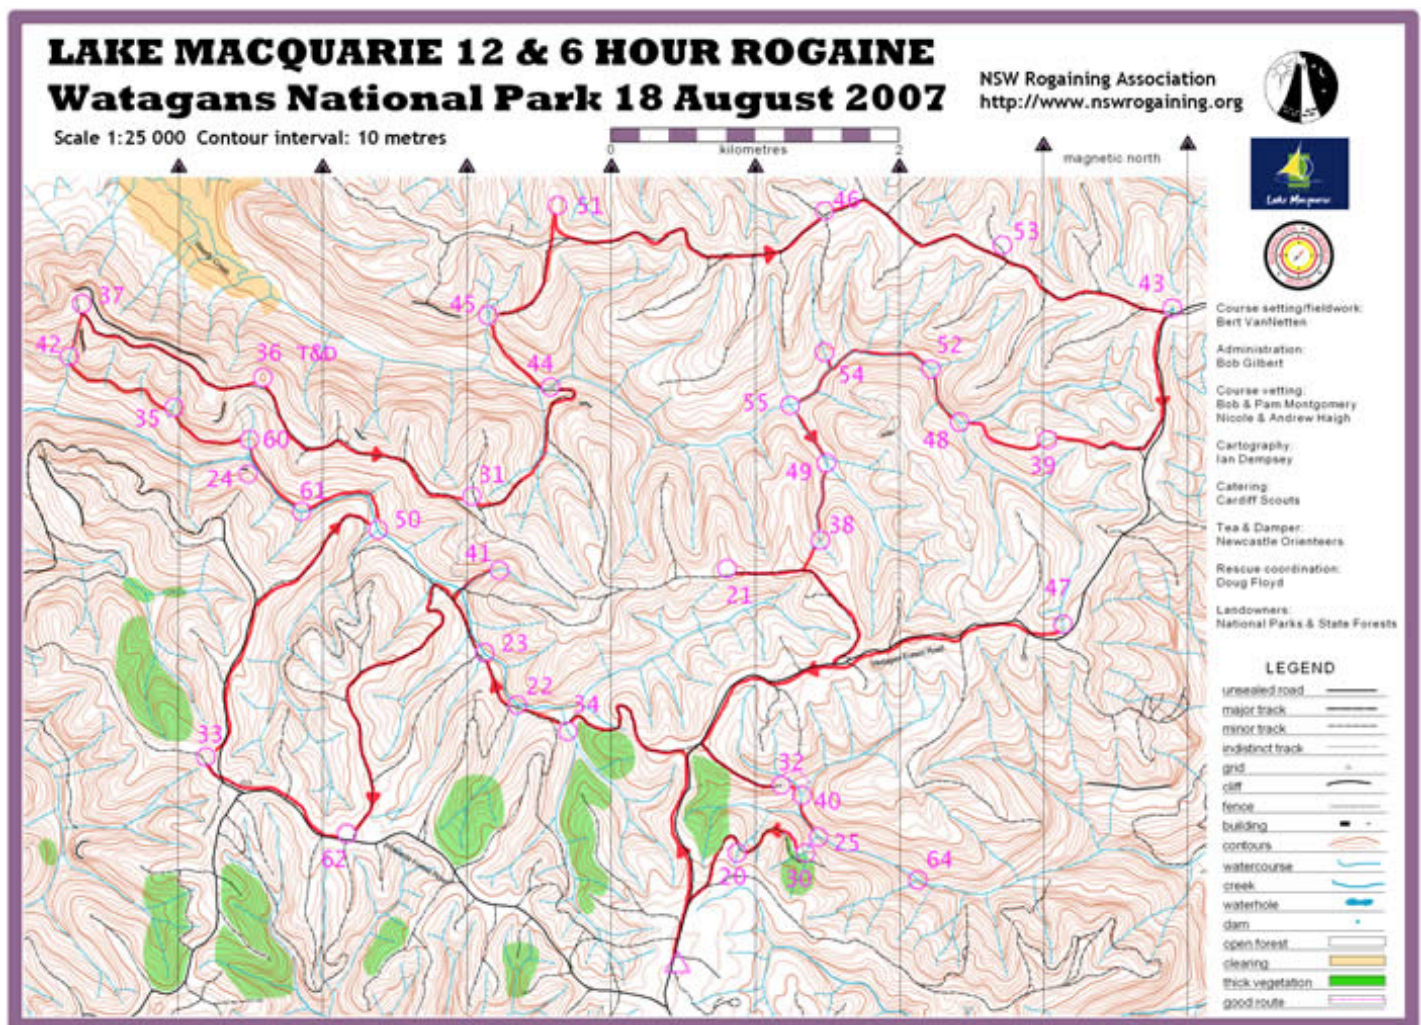 LAKE MACQUARIE 12 & 6 HOUR ROGAINE
Watagans National Park 18 August 2007
NSW Rogaining Association
http://www.nswrogaining.org
Scale 1:25 000 Contour interval: 10 metres
0
2
kilometres
magnetic north
Lake Macquarie
51
46
53
43
37
45
42
36 T&D
44
52
54
55
35
60
48
39
24
49
31
61
50
38
41
21
47
23
Watagan Forest Road
22
34
33
32
40
62
25
20
30
64
Course setting/fieldwork:
Bert VanNetten
Administration:
Bob Gilbert
Course vetting:
Bob & Pam Montgomery
Nicole & Andrew Haigh
Cartography:
Ian Dempsey
Catering:
Cardiff Scouts
Tea & Damper:
Newcastle Orienteers
Rescue coordination:
Doug Floyd
Landowners:
National Parks & State Forests
LEGEND
unsealed road
major track
minor track
indistinct track
grid
cliff
fence
building
contours
watercourse
creek
waterhole
dam
open forest
clearing
thick vegetation
good route